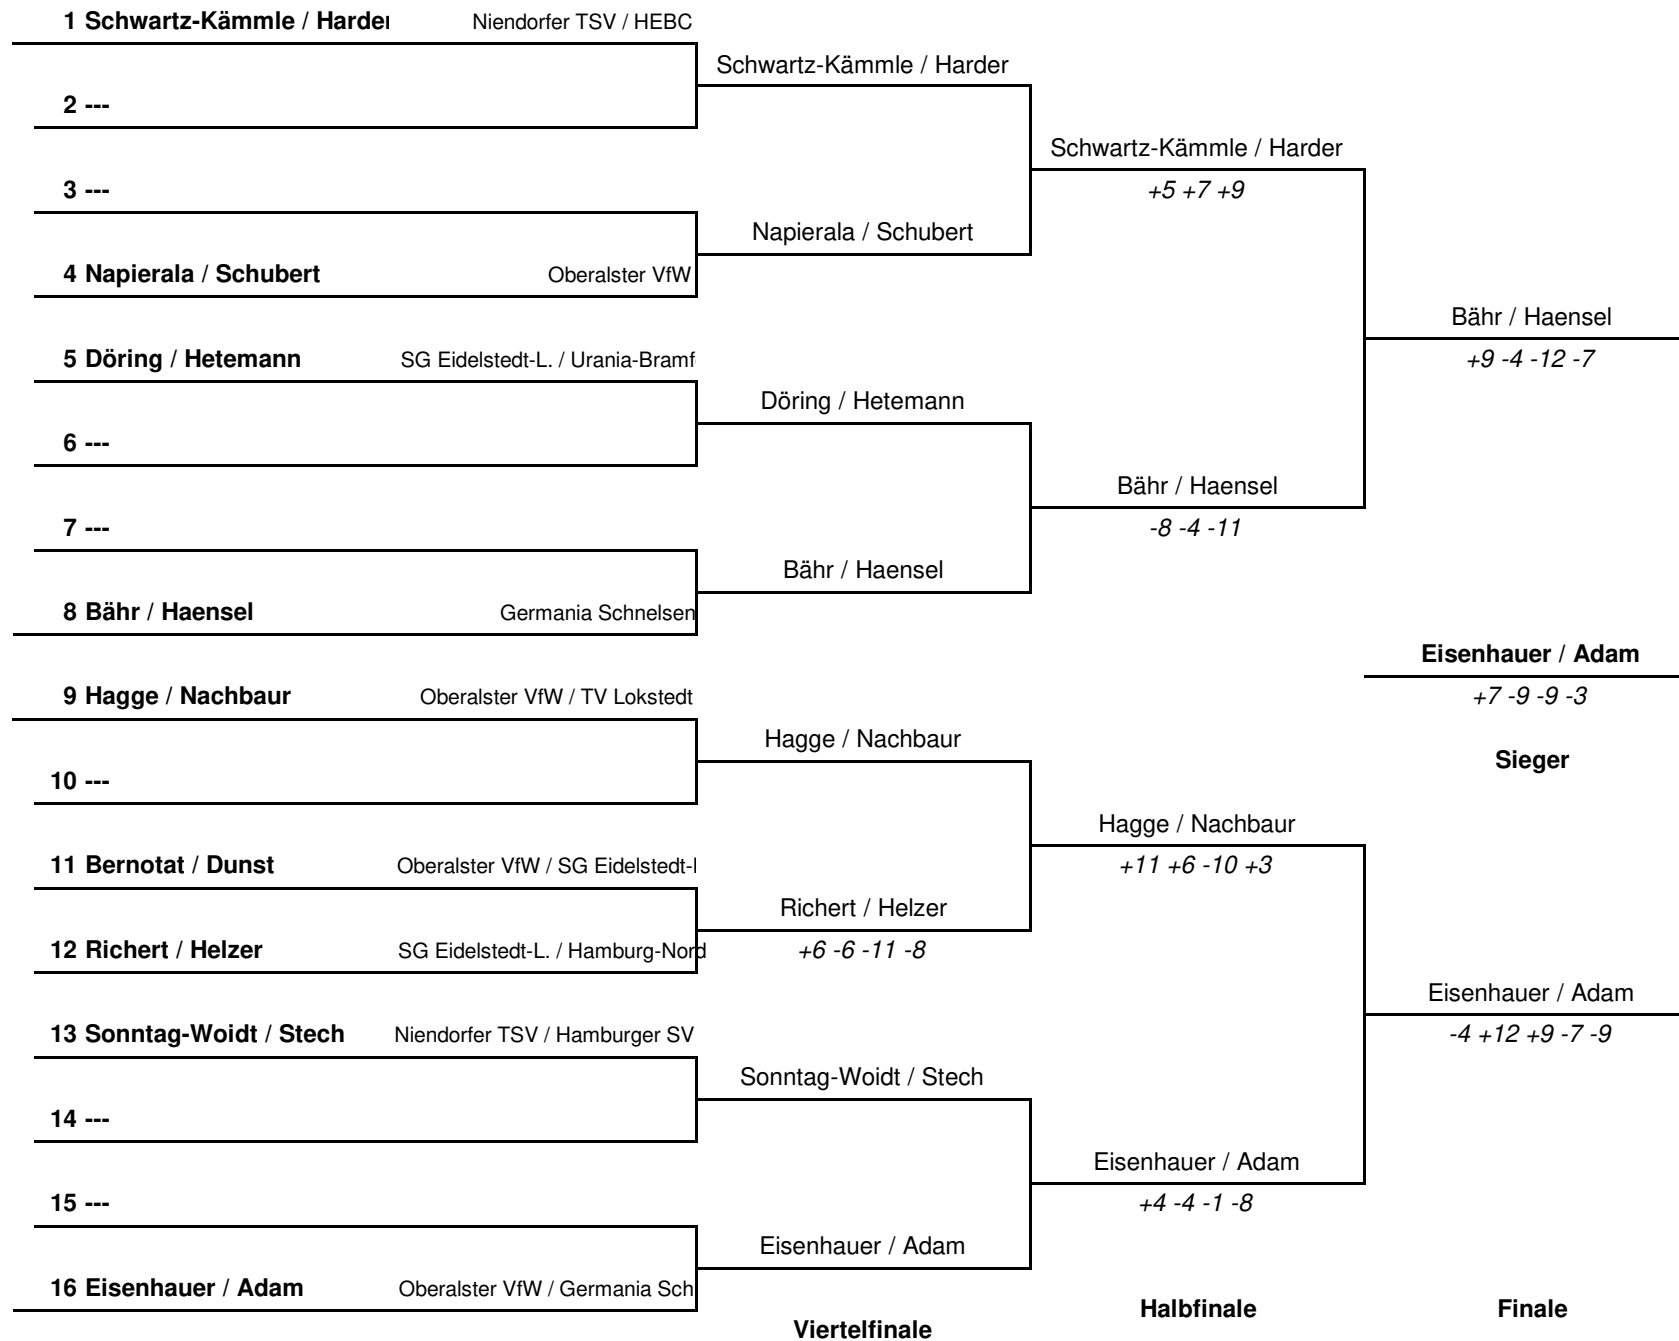 1 Schwartz-Kämmle / Harder Niendorfer TSV / HEBC
Schwartz-Kämmle / Harder
2 ---
Schwartz-Kämmle / Harder
3 ---
+5 +7 +9
Napierala / Schubert
4 Napierala / Schubert Oberalster VfW
Bähr / Haensel
5 Döring / Hetemann SG Eidelstedt-L. / Urania-Bramf
+9 -4 -12 -7
Döring / Hetemann
6 ---
Bähr / Haensel
7 ---
-8 -4 -11
Bähr / Haensel
8 Bähr / Haensel Germania Schnelsen
Eisenhauer / Adam
9 Hagge / Nachbaur Oberalster VfW / TV Lokstedt
+7 -9 -9 -3
Hagge / Nachbaur
Sieger
10 ---
Hagge / Nachbaur
11 Bernotat / Dunst Oberalster VfW / SG Eidelstedt-
+11 +6 -10 +3
Richert / Helzer
12 Richert / Helzer SG Eidelstedt-L. / Hamburg-Nord
+6 -6 -11 -8
Eisenhauer / Adam
13 Sonntag-Woidt / Stech Niendorfer TSV / Hamburger SV
-4 +12 +9 -7 -9
Sonntag-Woidt / Stech
14 ---
Eisenhauer / Adam
15 ---
+4 -4 -1 -8
Eisenhauer / Adam
16 Eisenhauer / Adam Oberalster VfW / Germania Sch
Viertelfinale
Halbfinale
Finale